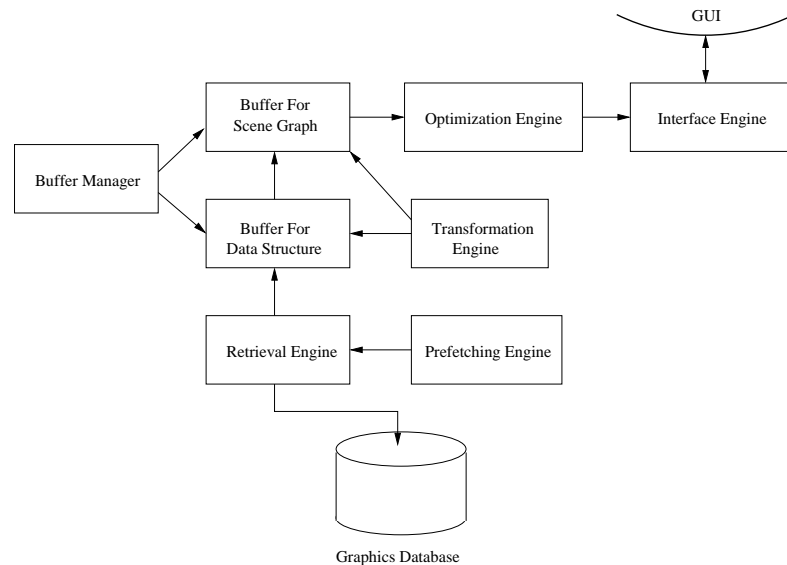 GUI
Buffer For
Scene Graph
Optimization Engine
Interface Engine
Buffer Manager
Buffer For
Data Structure
Transformation
Engine
Retrieval Engine
Prefetching Engine
Graphics Database